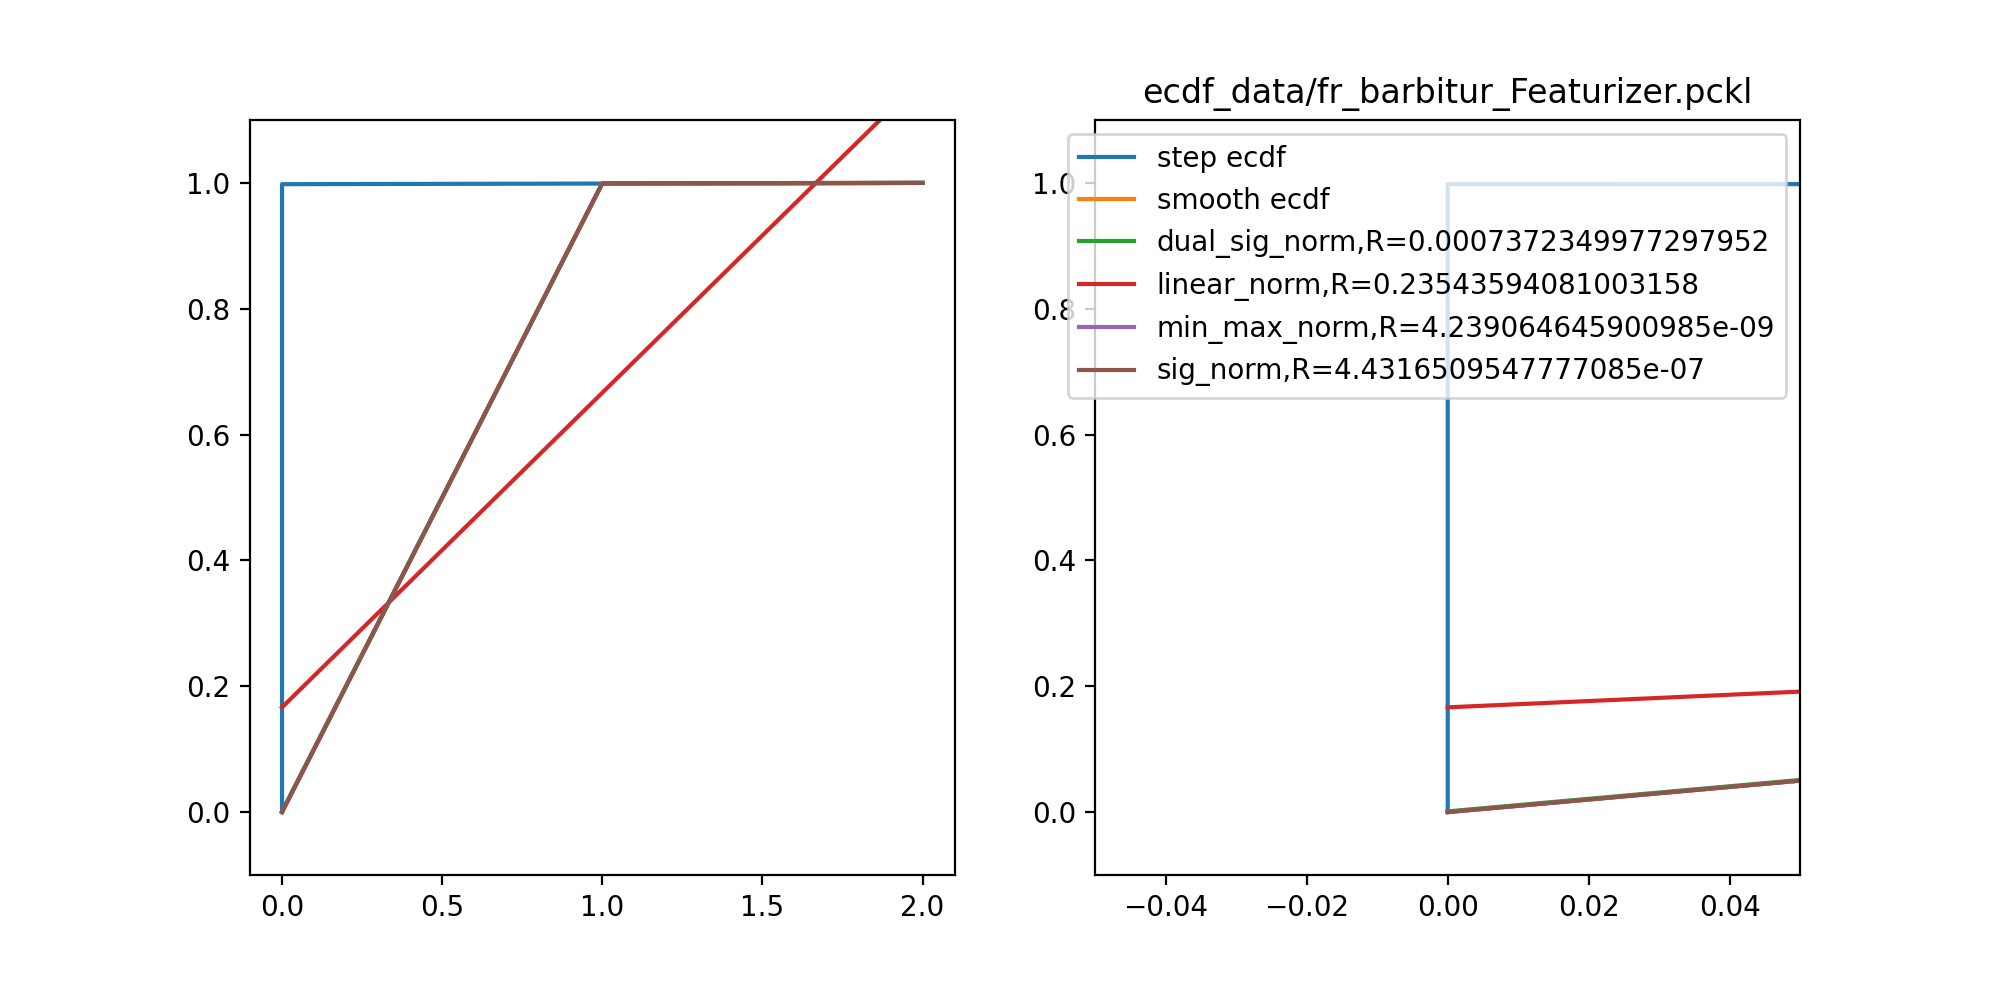 1.0
0.8
0.6
0.4
0.2
0.0
0.0 0.5 1.0 1.5 2.0
ecdf_data/fr_barbitur_Featurizer.pckl
step ecdf
smooth ecdf
dual_sig_norm,R=0.0007372349977297952
linear_norm,R=0.23543594081003158
min_max_norm,R=4.239064645900985e-09
sig_norm,R=4.4316509547777085e-07
1.0
0.8
0.6
0.4
0.2
0.0
−0.04 −0.02 0.00 0.02 0.04